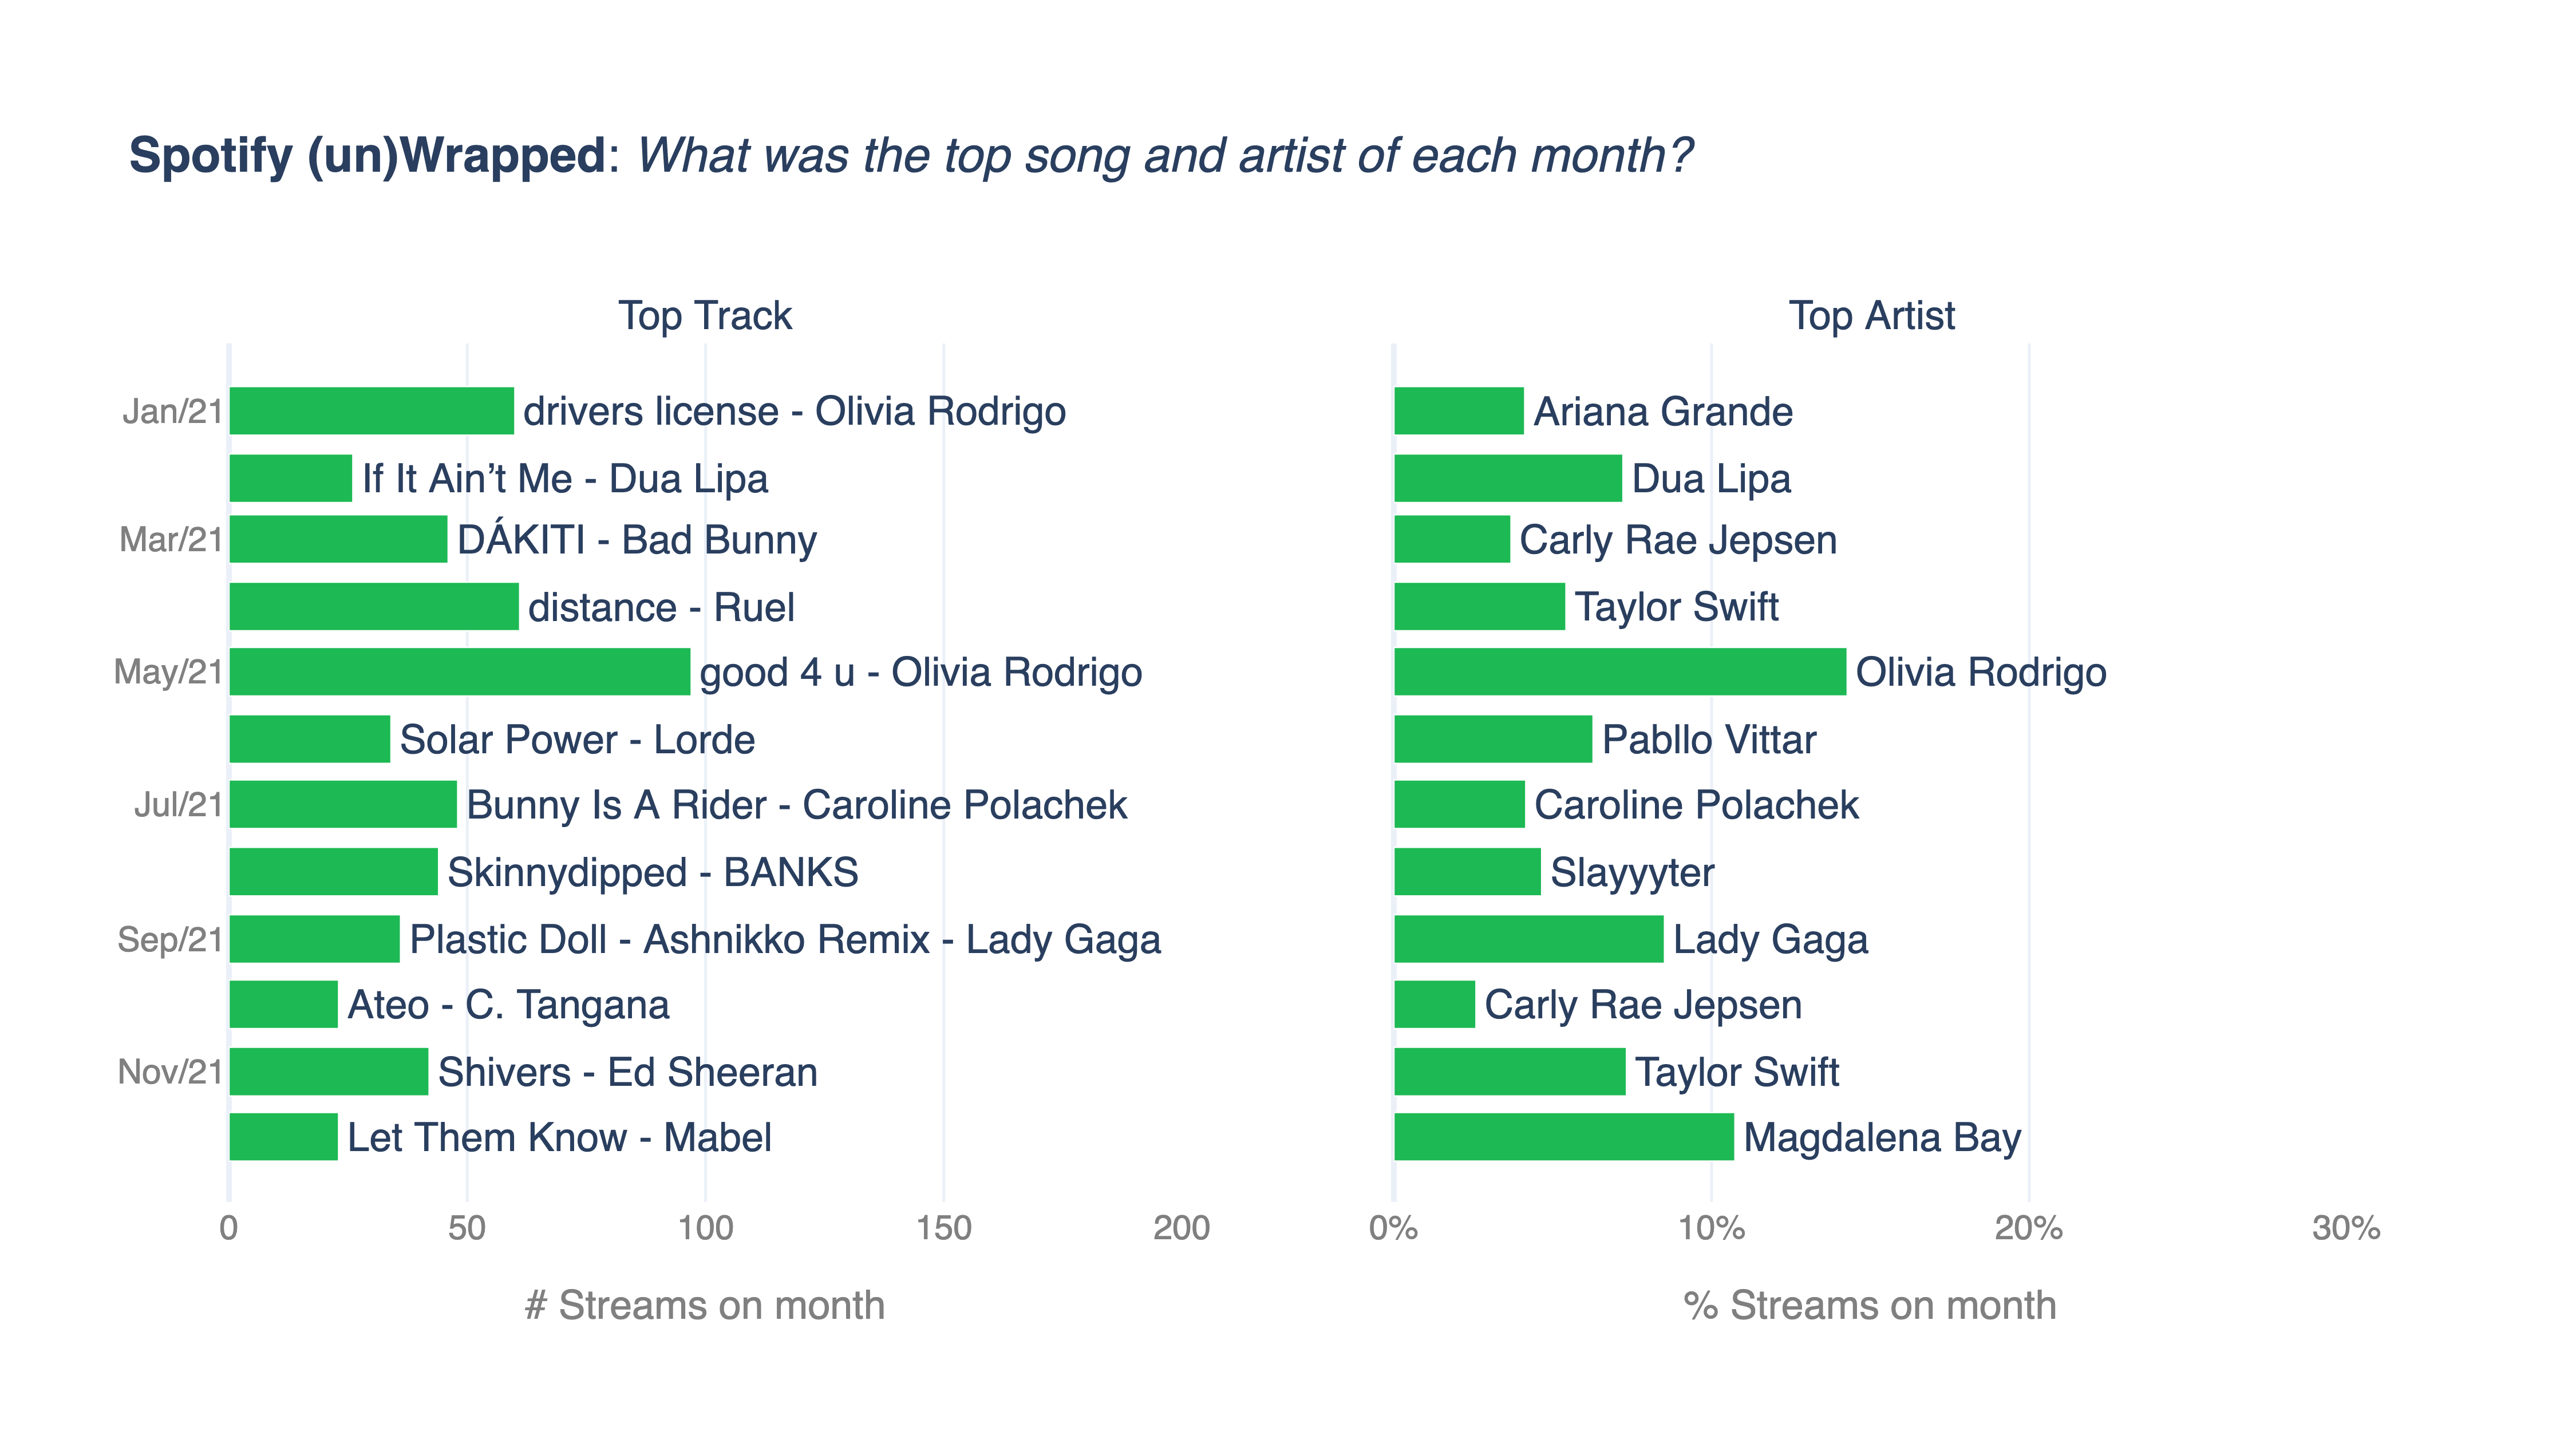 Spotify (un)Wrapped: What was the top song and artist of each month?
Top Track
Jan/21 drivers license - Olivia Rodrigo
If It Ain’t Me - Dua Lipa
Mar/21 DÁKITI - Bad Bunny
distance - Ruel
May/21 good 4 u - Olivia Rodrigo
Solar Power - Lorde
Jul/21 Bunny Is A Rider - Caroline Polachek
Skinnydipped - BANKS
Sep/21 Plastic Doll - Ashnikko Remix - Lady Gaga
Ateo - C. Tangana
Nov/21 Shivers - Ed Sheeran
Let Them Know - Mabel
0 50 100 150 200
# Streams on month
Top Artist
Ariana Grande
Dua Lipa
Carly Rae Jepsen
Taylor Swift
Olivia Rodrigo
Pabllo Vittar
Caroline Polachek
Slayyyter
Lady Gaga
Carly Rae Jepsen
Taylor Swift
Magdalena Bay
0% 10% 20% 30%
% Streams on month